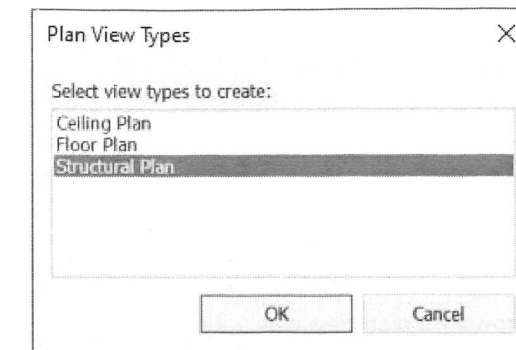 Plan View Types
Select view types to create:
Ceiling Plan
Floor Plan
Structural Plan
OK
Cancel